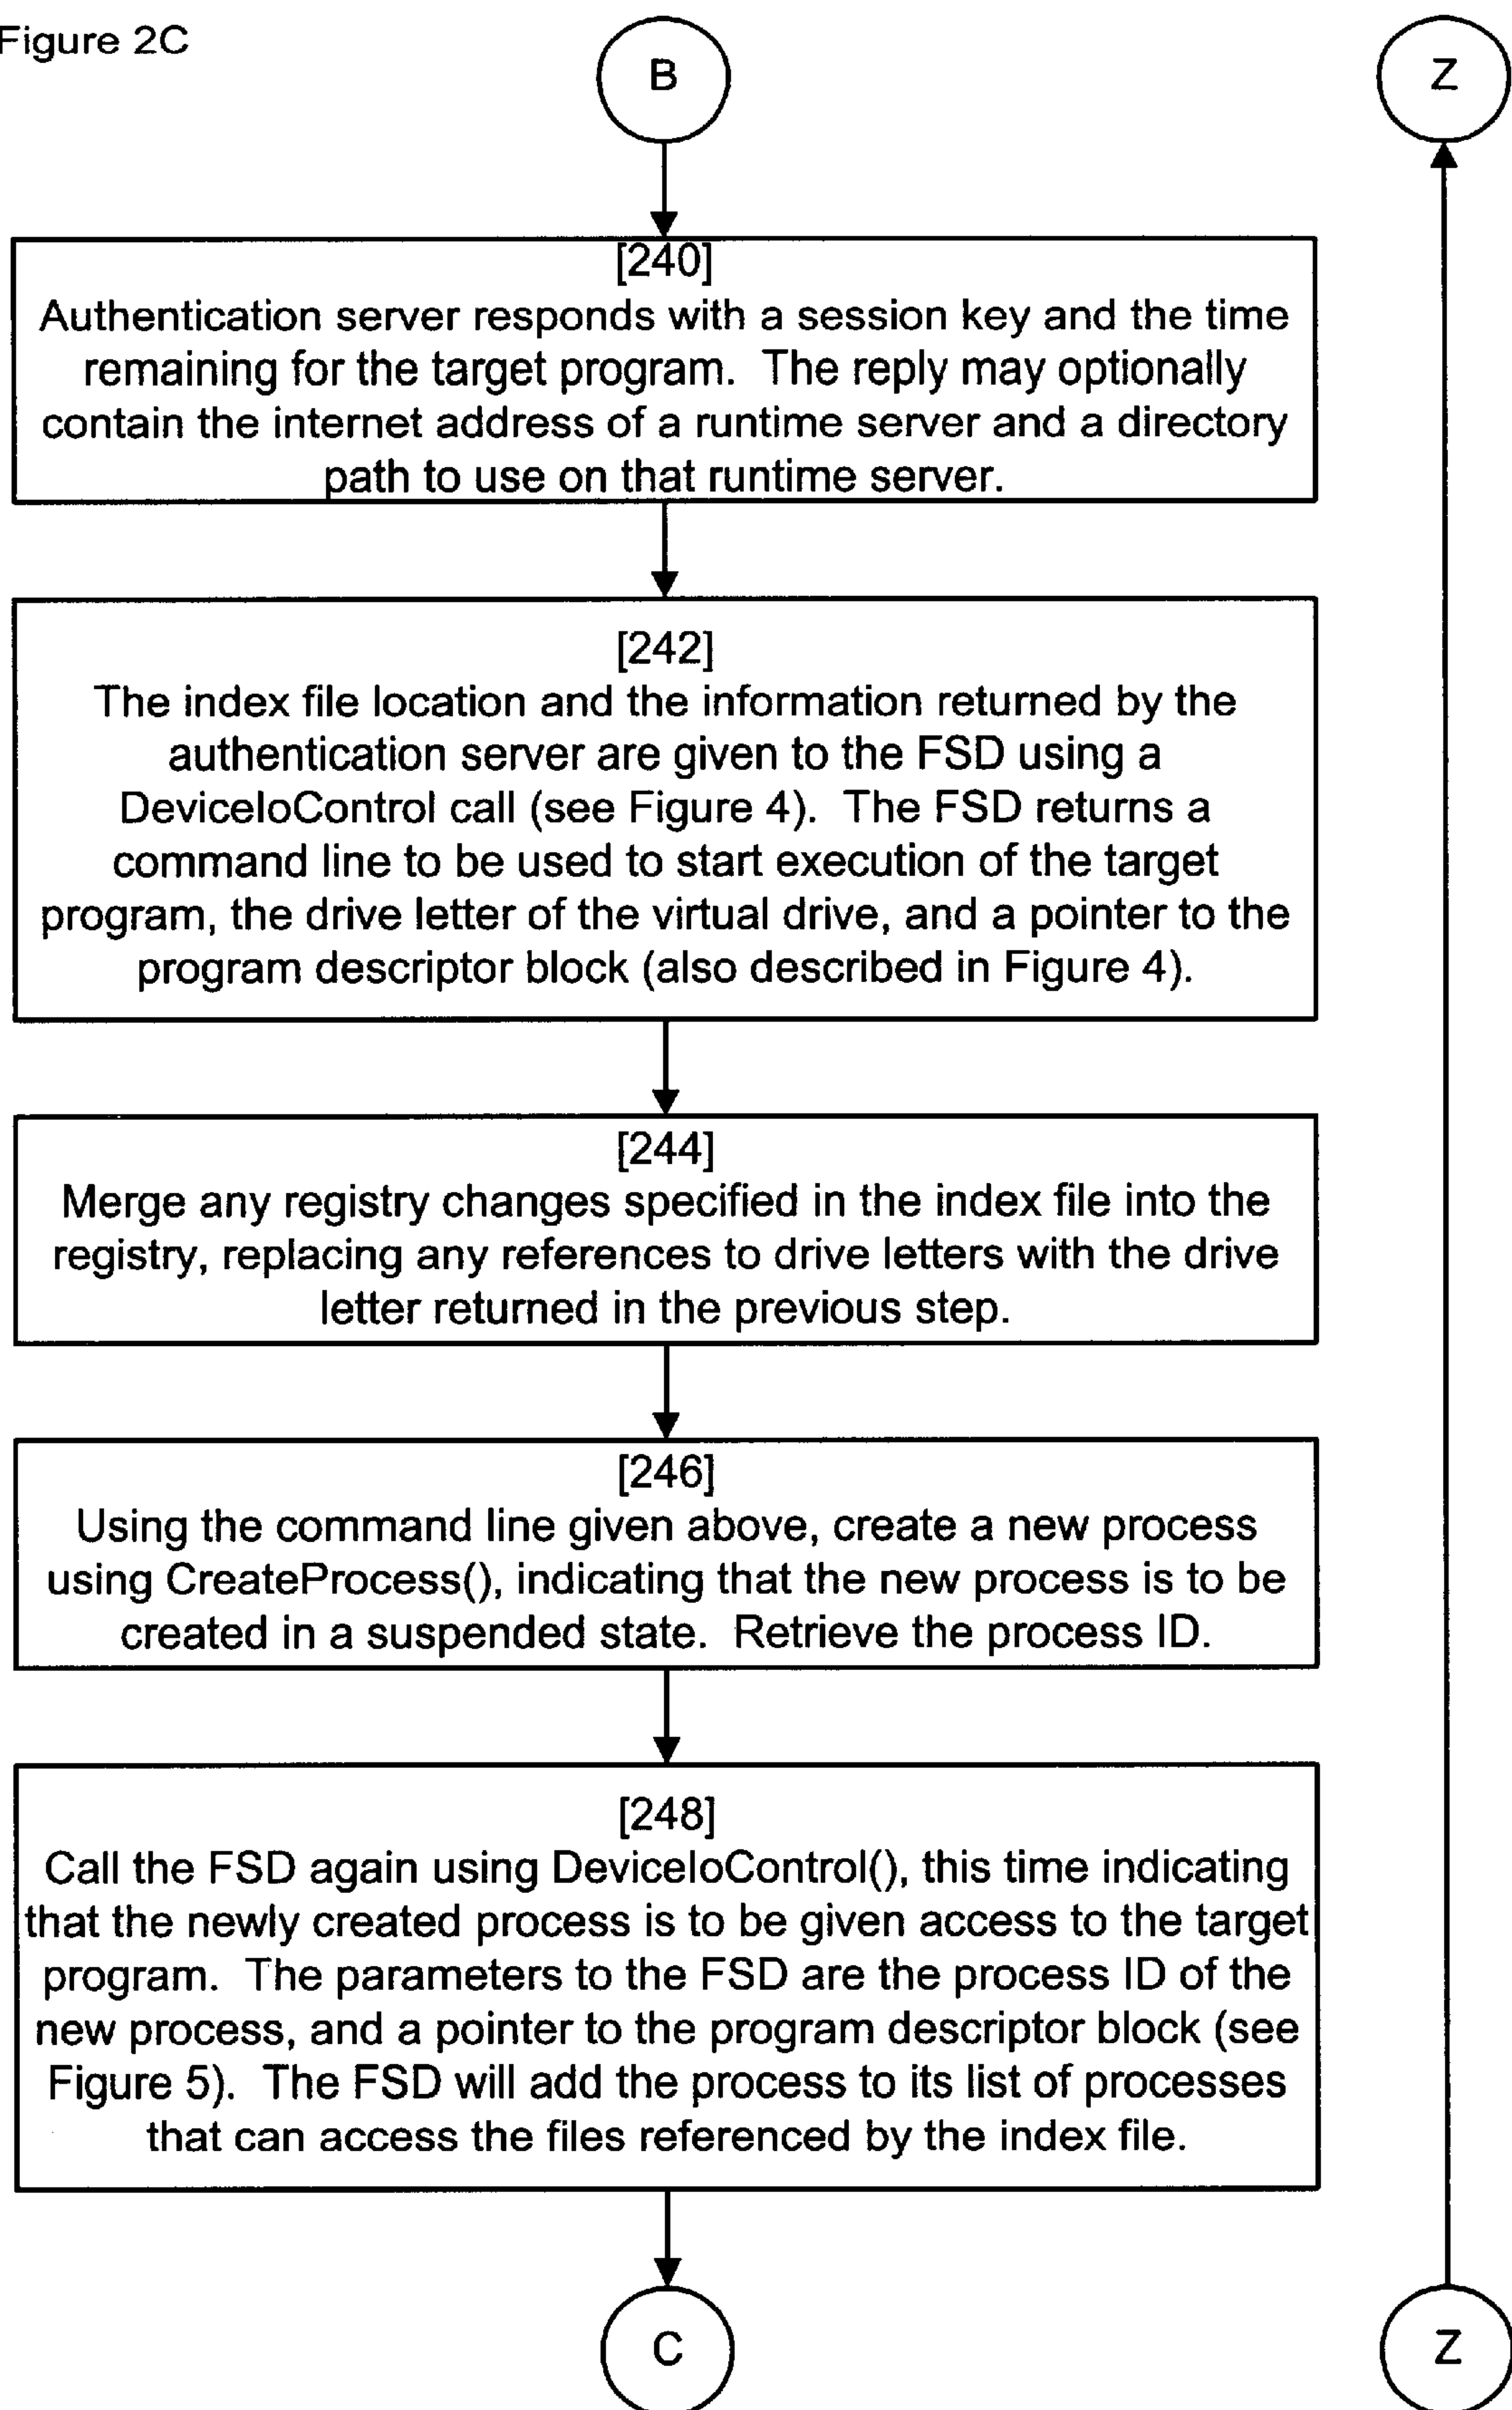 Figure 2C
B
Z
[240]
Authentication server responds with a session key and the time
remaining for the target program.  The reply may optionally
contain the internet address of a runtime server and a directory
path to use on that runtime server.
[242]
The index file location and the information returned by the
authentication server are given to the FSD using a
DeviceIoControl call (see Figure 4).  The FSD returns a
command line to be used to start execution of the target
program, the drive letter of the virtual drive, and a pointer to the
program descriptor block (also described in Figure 4).
[244]
Merge any registry changes specified in the index file into the
registry, replacing any references to drive letters with the drive
letter returned in the previous step.
[246]
Using the command line given above, create a new process
using CreateProcess(), indicating that the new process is to be
created in a suspended state.  Retrieve the process ID.
[248]
Call the FSD again using DeviceIoControl(), this time indicating
that the newly created process is to be given access to the target
program.  The parameters to the FSD are the process ID of the
new process, and a pointer to the program descriptor block (see
Figure 5).  The FSD will add the process to its list of processes
that can access the files referenced by the index file.
C
Z